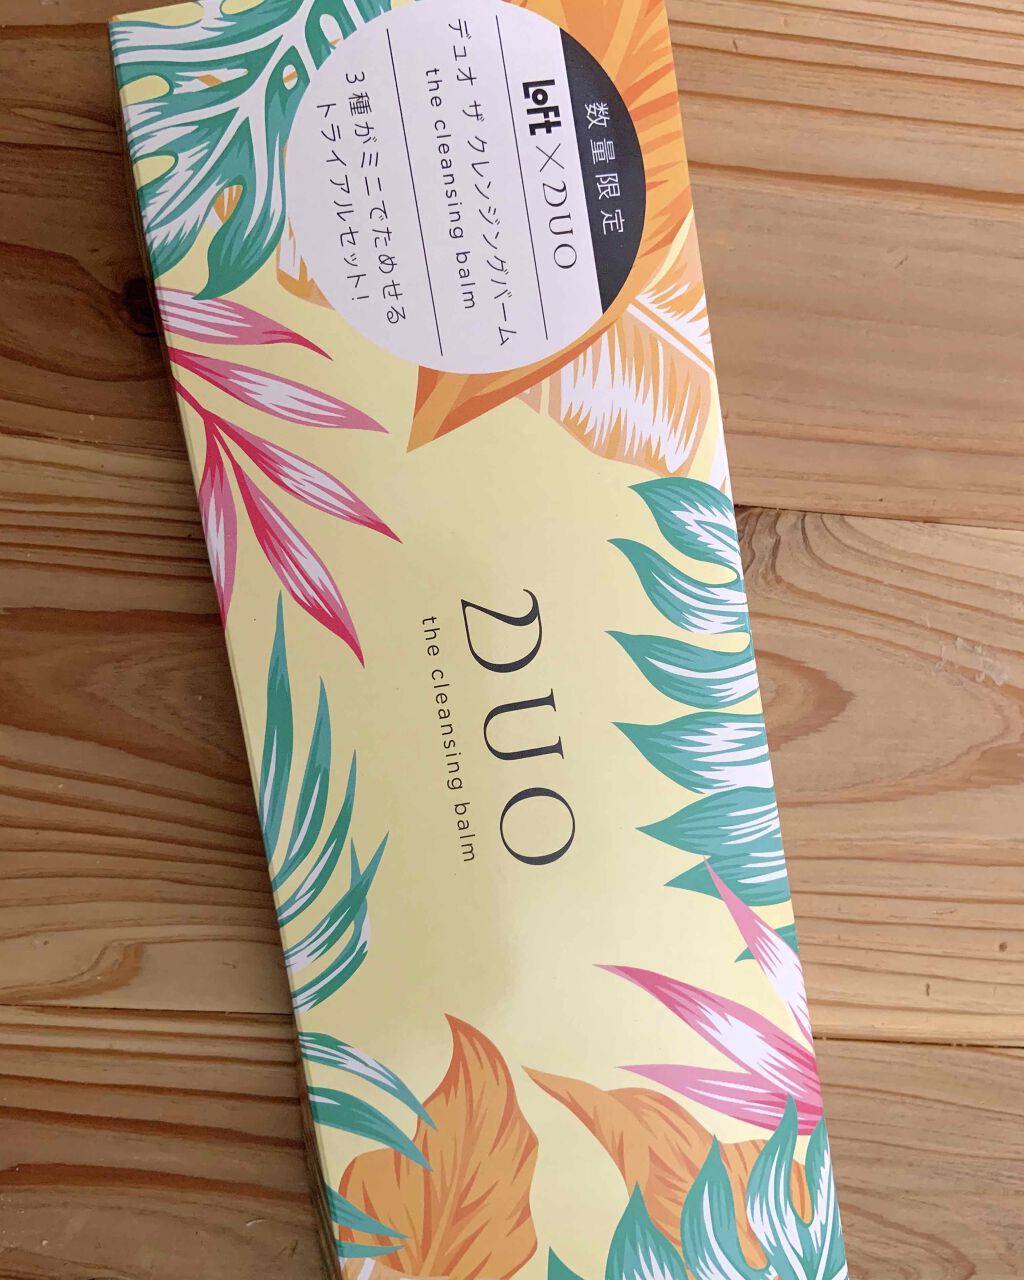 数量限定
LOFT × DUO
デュオ ザ クレンジングバーム
the cleansing balm
3種がミニでためせる
トライアルセット!
DUO
the cleansing balm